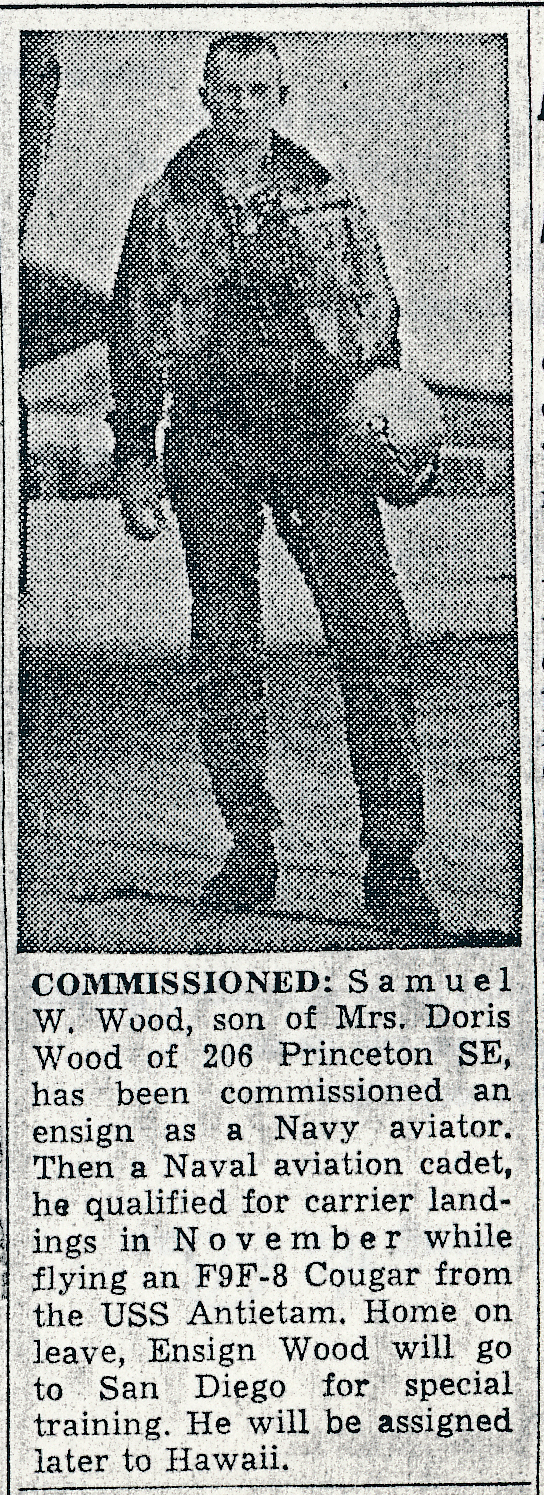 COMMISSIONED: Samuel
W. Wood, son of Mrs. Doris
Wood of 206 Princeton SE,
has been commissioned an
ensign as a Navy aviator.
Then a Naval aviation cadet,
he qualified for carrier land-
ings in November while
flying an F9F-8 Cougar from
the USS Antietam. Home on
leave, Ensign Wood will go
to San Diego for special
training. He will be assigned
later to Hawaii.